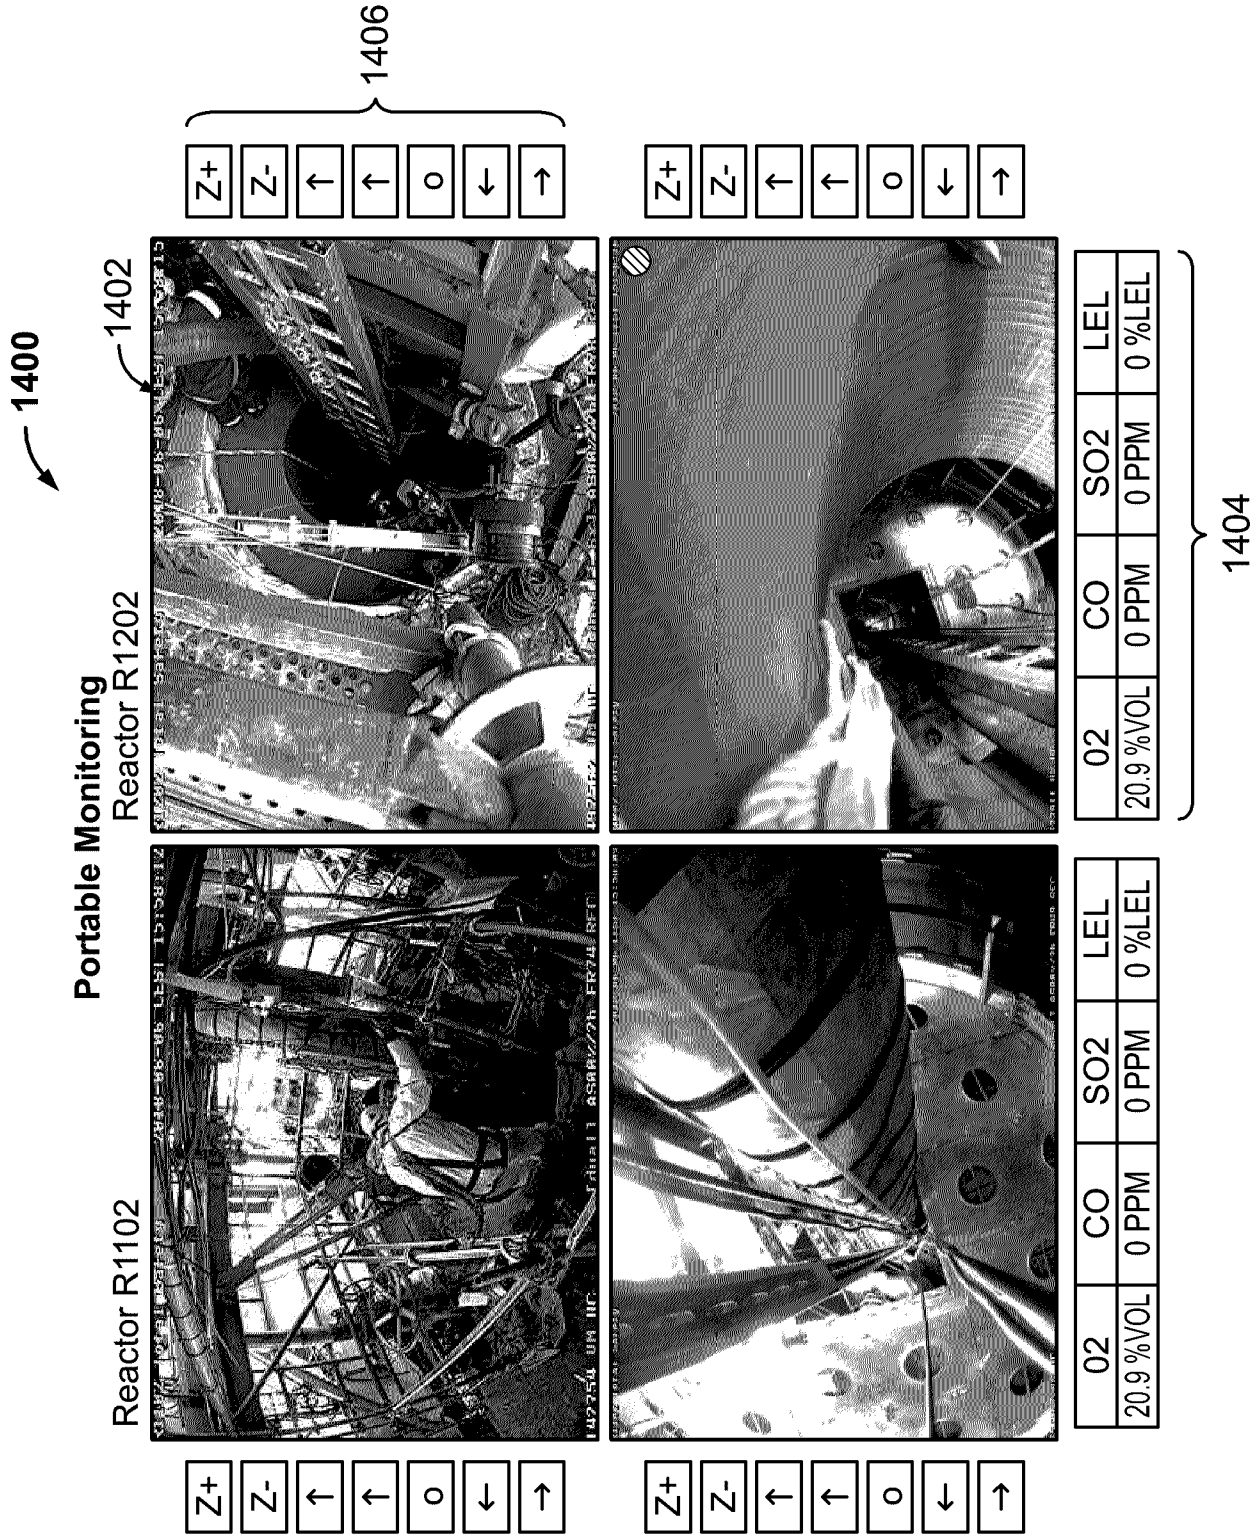 1400
Portable Monitoring
Reactor R1102
Reactor R1202
1402
Z+
Z-
↑
↑
o
←
→
Z+
Z-
↑
↑
o
←
→
1406
Z+
Z-
↑
↑
o
←
→
Z+
Z-
↑
↑
o
←
→
02 CO SO2 LEL
20.9 %VOL 0 PPM 0 PPM 0 %LEL
02 CO SO2 LEL
20.9 %VOL 0 PPM 0 PPM 0 %LEL
1404